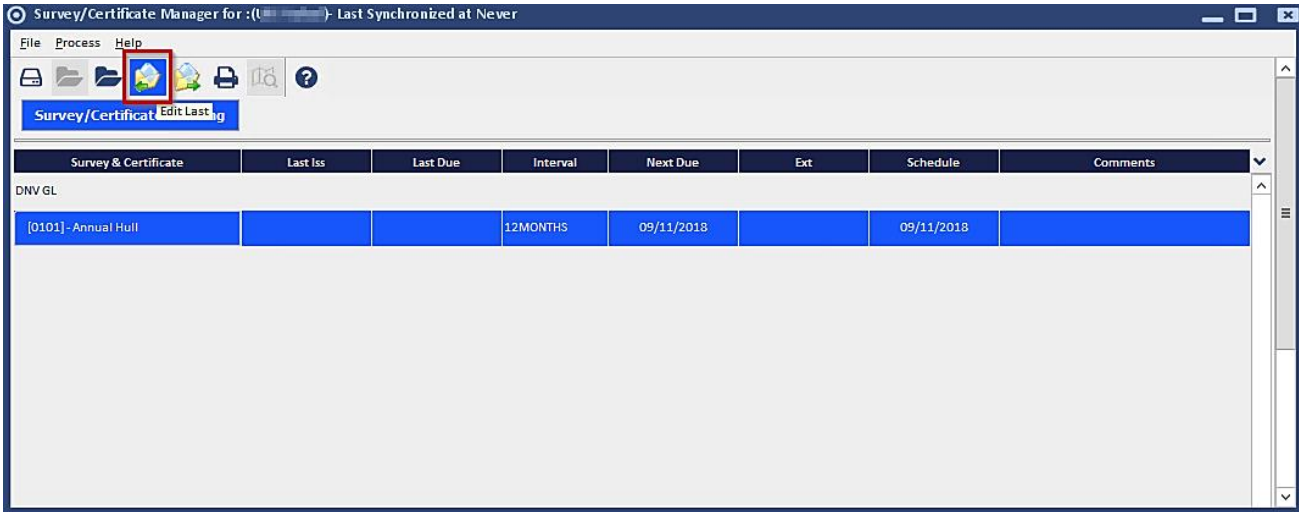 Survey/Certificate Manager for :(U )- Last Synchronized at Never
File Process Help
Edit Last
Survey/Certificat ng
Survey & Certificate Last Iss Last Due Interval Next Due Ext Schedule Comments
DNV GL
[0101] - Annual Hull 12MONTHS 09/11/2018 09/11/2018